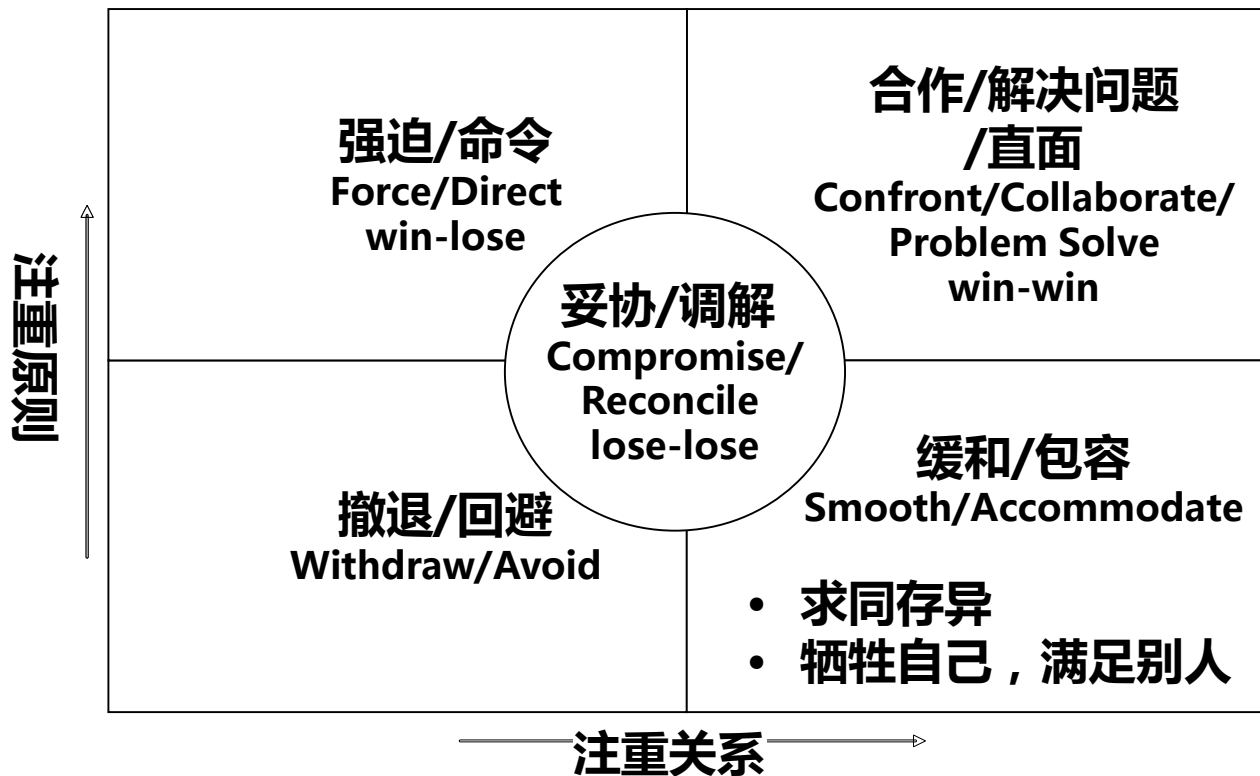 强迫/命令
Force/Direct
win-lose
合作/解决问题
/直面
Confront/Collaborate/
Problem Solve
win-win
妥协/调解
Compromise/
Reconcile
lose-lose
撤退/回避
Withdraw/Avoid
缓和/包容
Smooth/Accommodate
• 求同存异
• 牺牲自己，满足别人
注重原则
注重关系